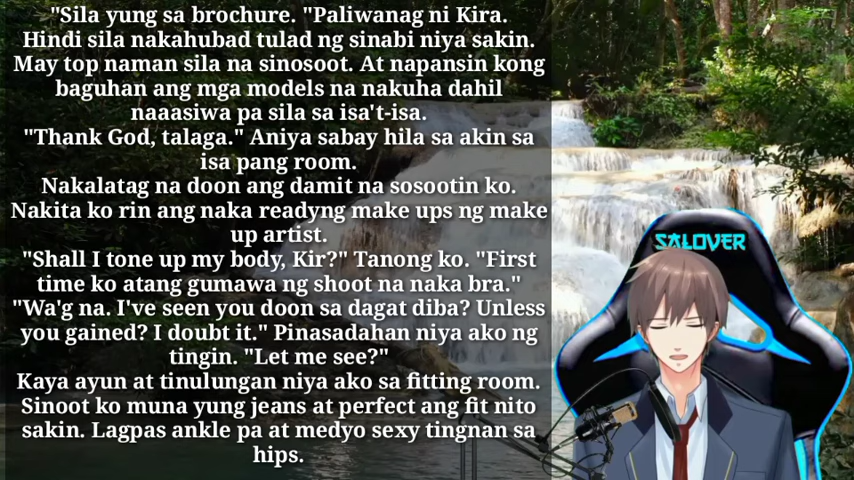 "Sila yung sa brochure. "Paliwanag ni Kira.
Hindi sila nakahubad tulad ng sinabi niya sakin.
May top naman sila na sinosoot. At napansin kong
baguhan ang mga models na nakuha dahil
naaasiwa pa sila sa isa't-isa.
"Thank God, talaga." Aniya sabay hila sa akin sa
isa pang room.
Nakalatag na doon ang damit na sosootin ko.
Nakita ko rin ang naka readyng make ups ng make
up artist.
"Shall I tone up my body, Kir?" Tanong ko. "First
time ko atang gumawa ng shoot na naka bra."
"Wa'g na. I've seen you doon sa dagat diba? Unless
you gained? I doubt it." Pinasadahan niya ako ng
tingin. "Let me see?"
Kaya ayun at tinulungan niya ako sa fitting room.
Sinoot ko muna yung jeans at perfect ang fit nito
sakin. Lagpas ankle pa at medyo sexy tingnan sa
hips.
SALOVER